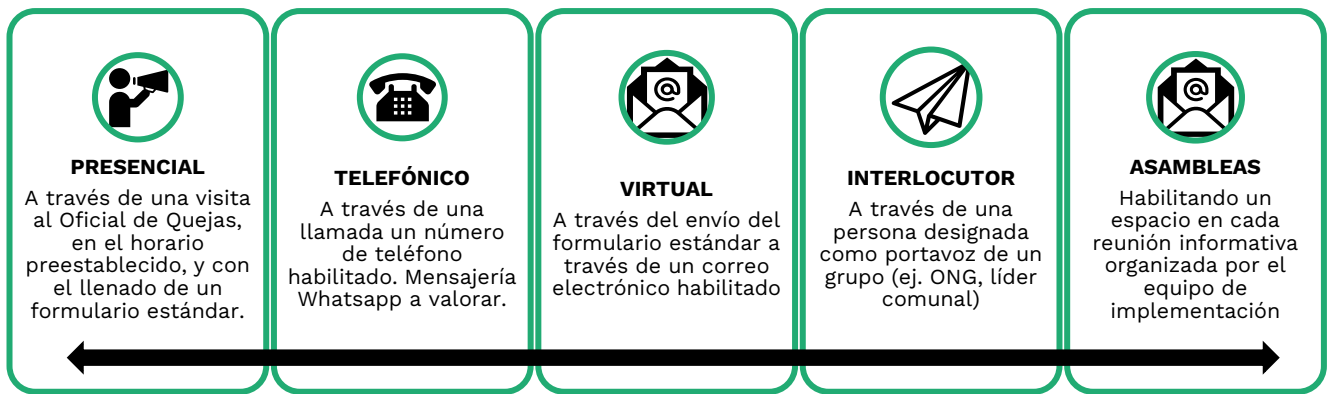 PRESENCIAL
A través de una visita
al Oficial de Quejas,
en el horario
preestablecido, y con
el llenado de un
formulario estándar.
TELEFÓNICO
A través de una
llamada un número
de teléfono
habilitado. Mensajería
Whatsapp a valorar.
VIRTUAL
A través del envío del
formulario estándar a
través de un correo
electrónico habilitado
INTERLOCUTOR
A través de una
persona designada
como portavoz de un
grupo (ej. ONG, líder
comunal)
ASAMBLEAS
Habilitando un
espacio en cada
reunión informativa
organizada por el
equipo de
implementación